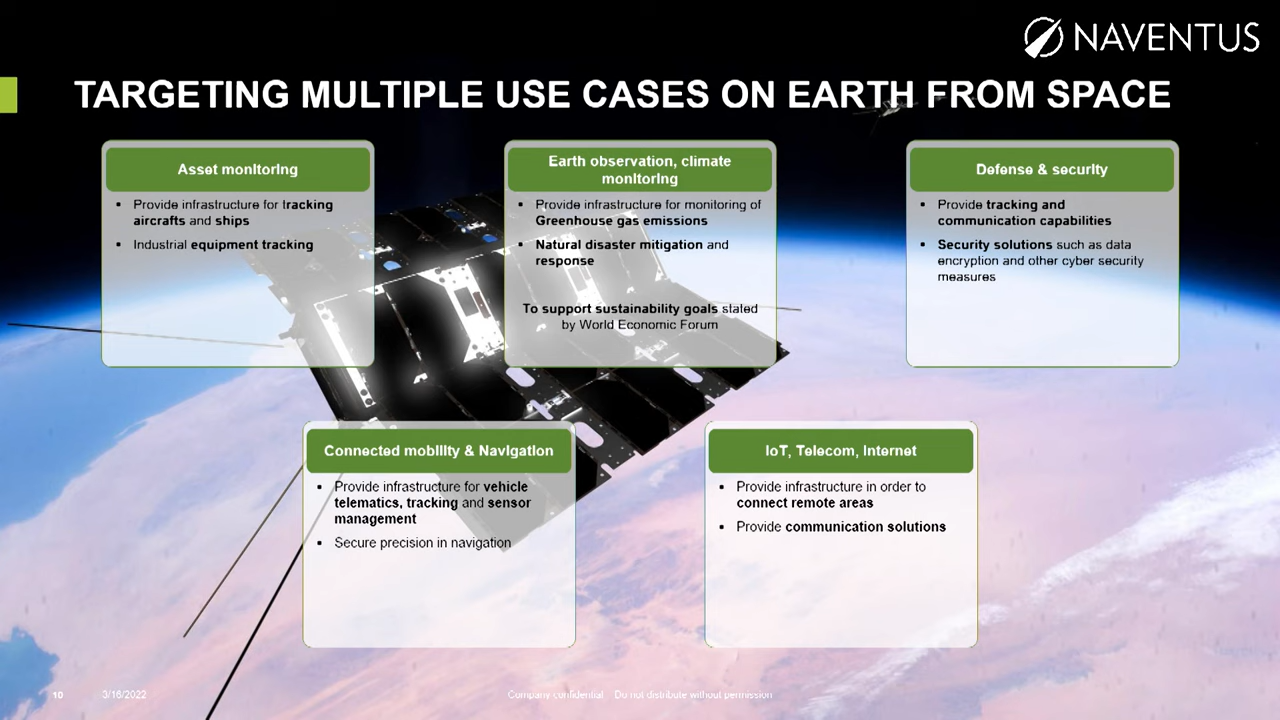 NAVENTUS
TARGETING MULTIPLE USE CASES ON EARTH FROM SPACE
Asset monitoring
▪ Provide infrastructure for tracking
aircrafts and ships
▪ Industrial equipment tracking
Earth observation, climate
monitoring
▪ Provide infrastructure for monitoring of
Greenhouse gas emissions
▪ Natural disaster mitigation and
response
To support sustainability goals stated
by World Economic Forum
Defense & security
▪ Provide tracking and
communication capabilities
▪ Security solutions such as data
encryption and other cyber security
measures
Connected mobility & Navigation
▪ Provide infrastructure for vehicle
telematics, tracking and sensor
management
▪ Secure precision in navigation
IoT, Telecom, Internet
▪ Provide infrastructure in order to
connect remote areas
▪ Provide communication solutions
10 3/16/2022 Company confidential Do not distribute without permission